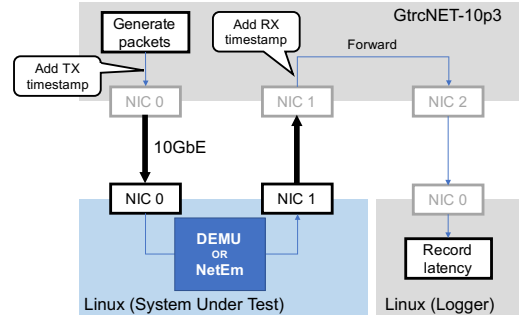 Generate
packets
Add RX
timestamp
GtrcNET-10p3
Forward
Add TX
timestamp
NIC 0
NIC 1
NIC 2
10GbE
NIC 0
NIC 1
NIC 0
DEMU
OR
NetEm
Record
latency
Linux (System Under Test)
Linux (Logger)